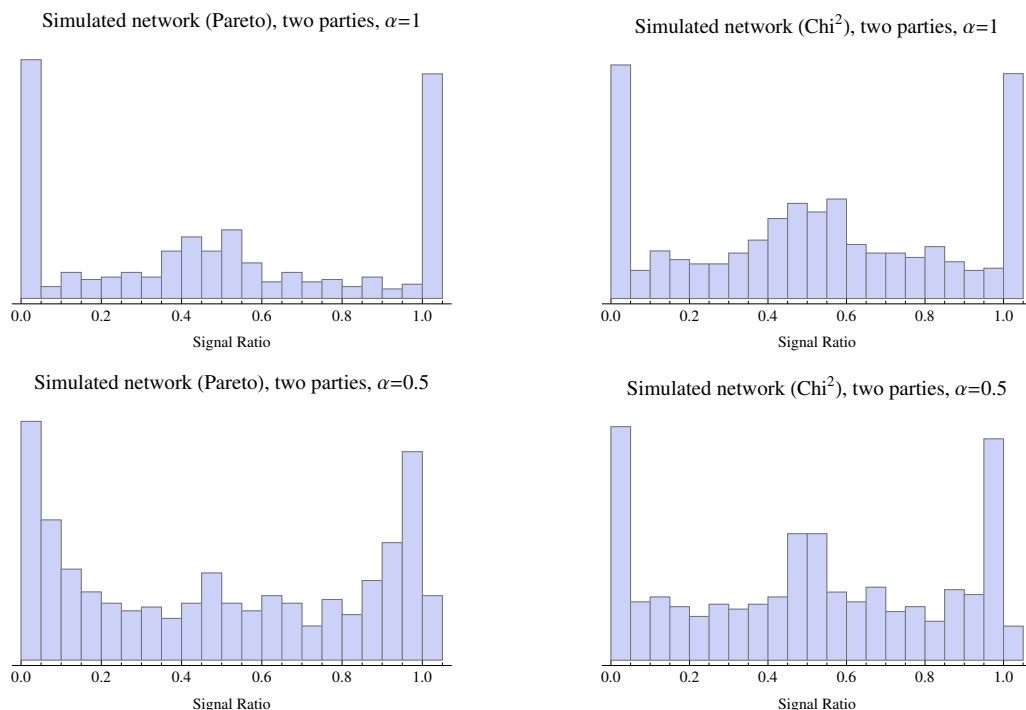 Simulated network (Pareto), two parties, α=1
0.0 0.2 0.4 0.6 0.8 1.0
Signal Ratio
Simulated network (Chi²), two parties, α=1
0.0 0.2 0.4 0.6 0.8 1.0
Signal Ratio
Simulated network (Pareto), two parties, α=0.5
0.0 0.2 0.4 0.6 0.8 1.0
Signal Ratio
Simulated network (Chi²), two parties, α=0.5
0.0 0.2 0.4 0.6 0.8 1.0
Signal Ratio